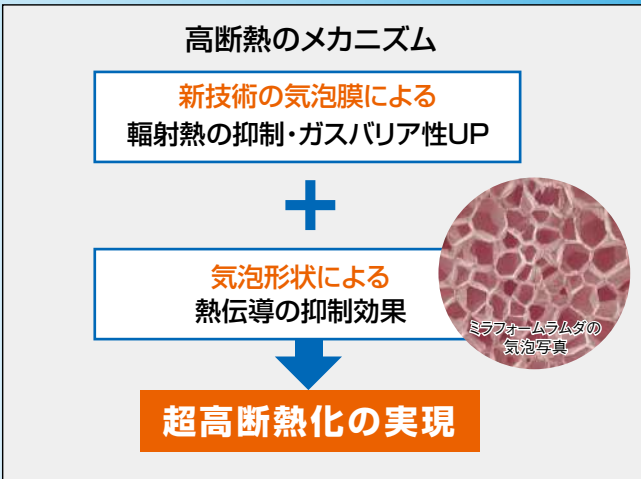 高断熱のメカニズム
新技術の気泡膜による
輻射熱の抑制・ガスバリア性UP
+
気泡形状による
熱伝導の抑制効果
ミラフォームラムダの
気泡写真
超高断熱化の実現